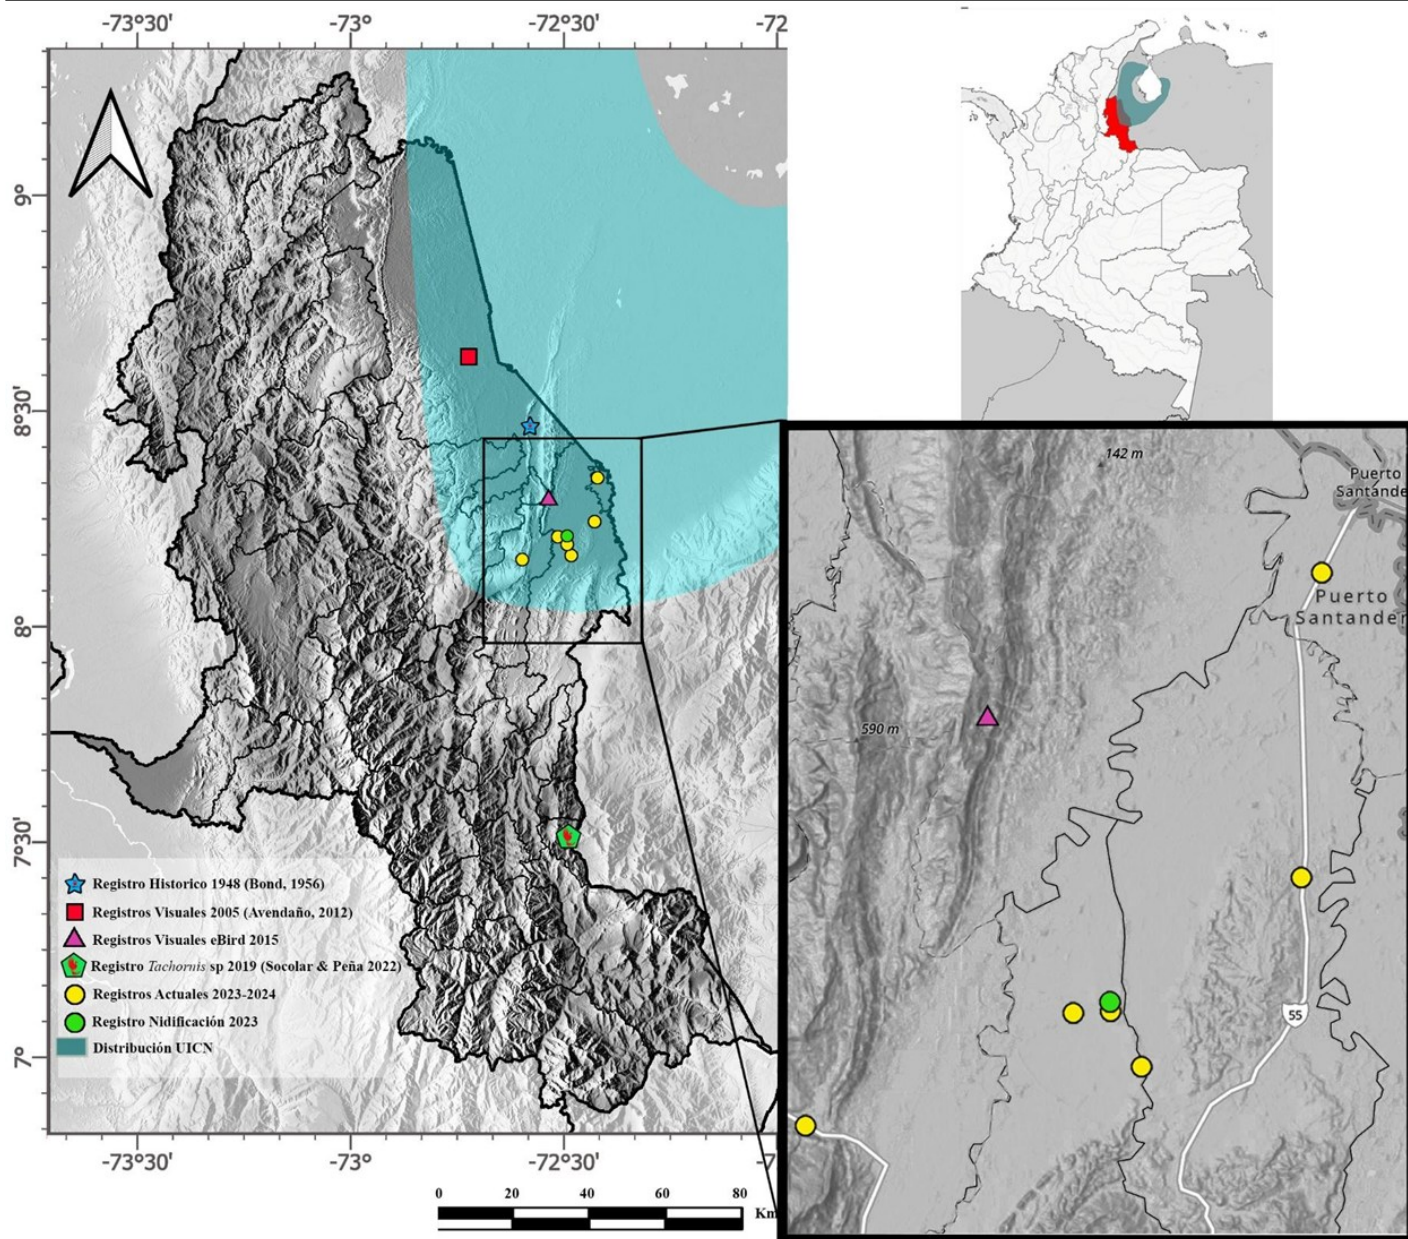 -73°30'
-73°
-72°30'
-72
9°
8°30'
8°
7°30'
7°
142 m
Puerto
Santande
Puerto
Santander
590 m
55
Registro Historico 1948 (Bond, 1956)
Registros Visuales 2005 (Avendaño, 2012)
Registros Visuales eBird 2015
Registro Tachornis sp 2019 (Socolar & Peña 2022)
Registros Actuales 2023-2024
Registro Nidificación 2023
Distribución UICN
-73°30'
-73°
-72°30'
-7
0 20 40 60 80
Km